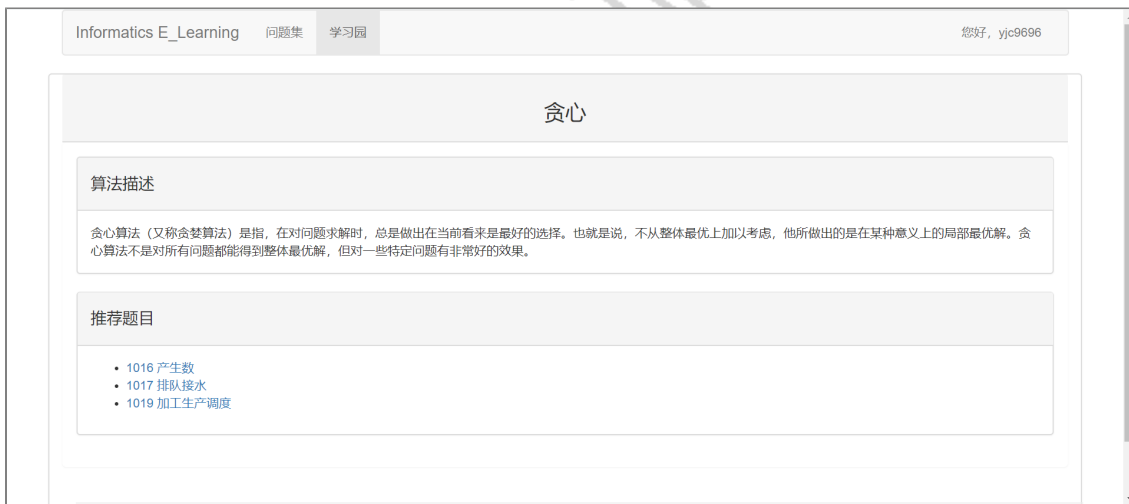 Informatics E_Learning 问题集 学习园 您好，yjc9696
贪心
算法描述
贪心算法（又称贪婪算法）是指，在对问题求解时，总是做出在当前看来是最好的选择。也就是说，不从整体最优上加以考虑，他所做出的是在某种意义上的局部最优解。贪
心算法不是对所有问题都能得到整体最优解，但对一些特定问题有非常好的效果。
推荐题目
1016 产生数
1017 排队接水
1019 加工生产调度